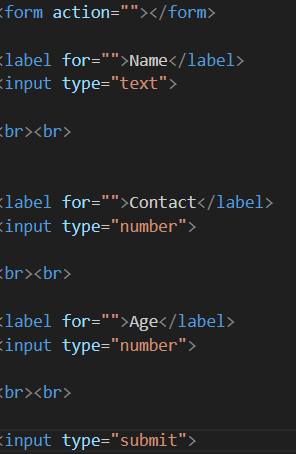 <form action=""></form>
<label for="">Name</label>
<input type="text">
<br><br>
<label for="">Contact</label>
<input type="number">
<br><br>
<label for="">Age</label>
<input type="number">
<br><br>
<input type="submit">